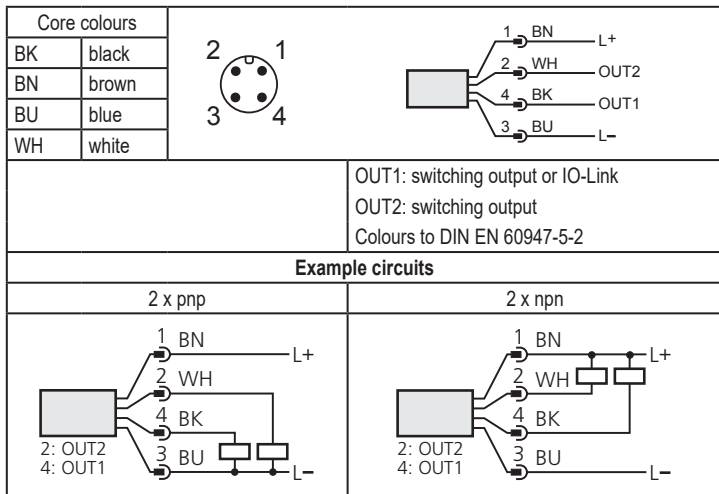 Core colours
BK black
BN brown
BU blue
WH white
2 1
3 4
1 BN L+
2 WH OUT2
4 BK OUT1
3 BU L–
OUT1: switching output or IO-Link
OUT2: switching output
Colours to DIN EN 60947-5-2
Example circuits
2 x pnp
1 BN L+
2 WH
4 BK
3 BU L–
2: OUT2
4: OUT1
2 x npn
1 BN L+
2 WH
4 BK
3 BU L–
2: OUT2
4: OUT1